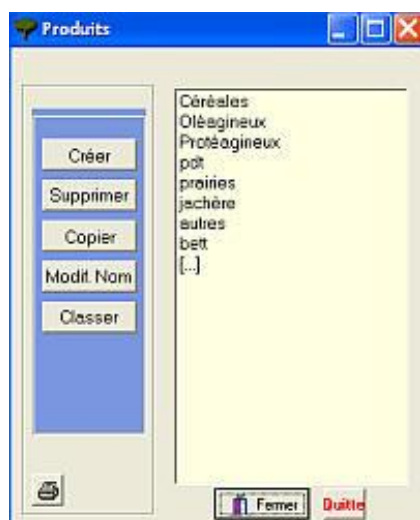 Produits
Créer
Supprimer
Copier
Modif. Nom
Classer
Céréales
Oléagineux
Protéagineux
pdt
prairies
jachère
autres
bett
[...]
Fermer
Quitte